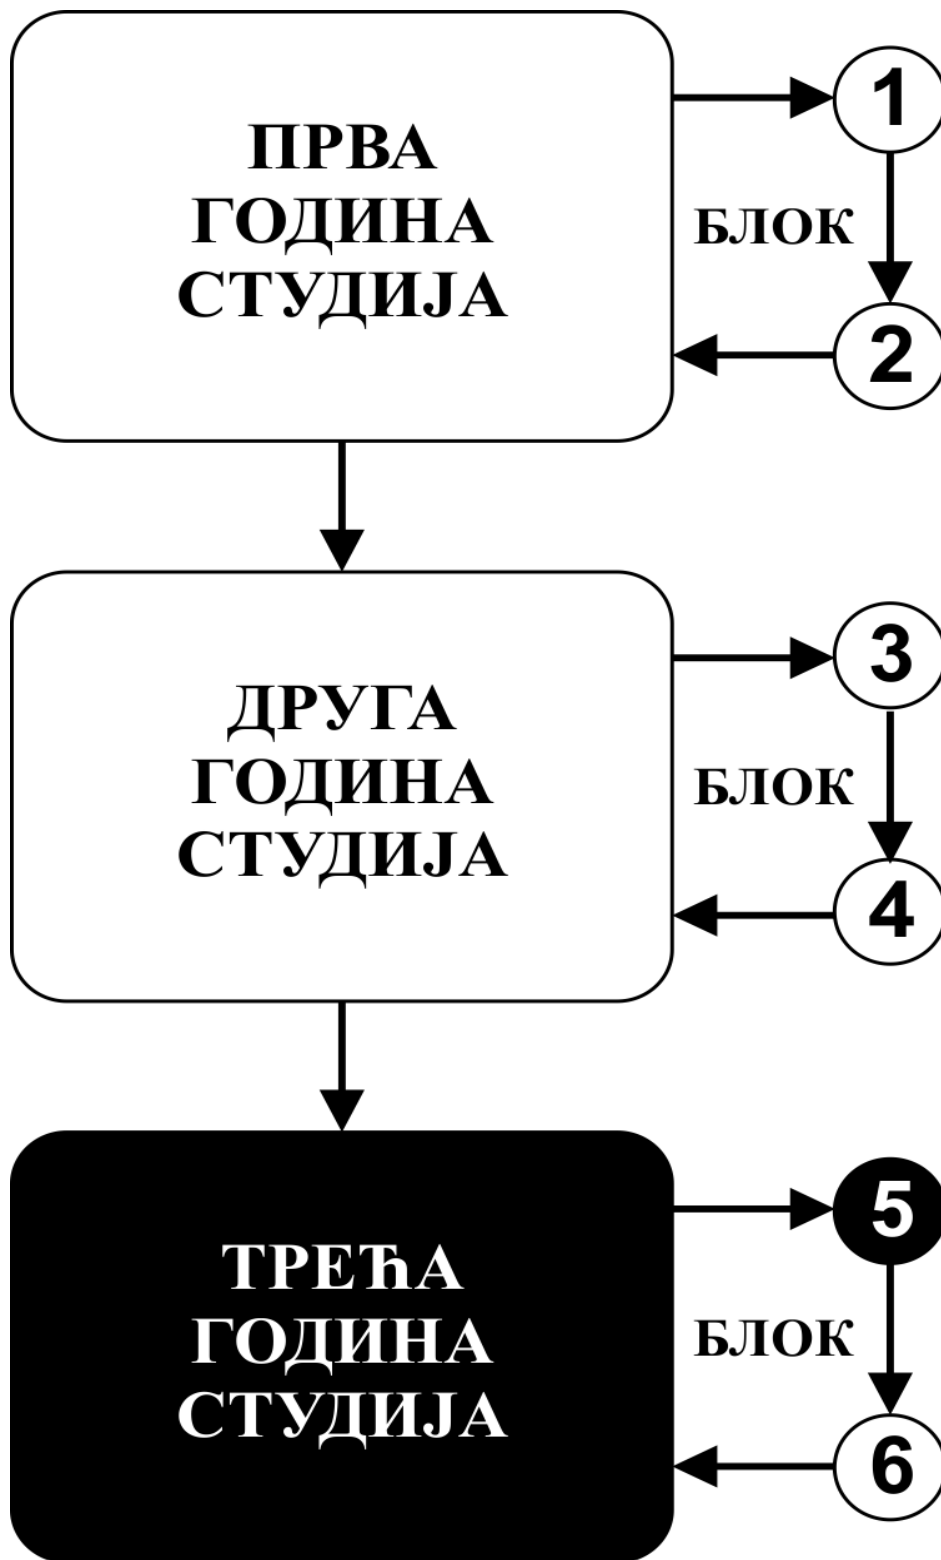 ПРВА
ГОДИНА
СТУДИЈА
1
БЛОК
2
ДРУГА
ГОДИНА
СТУДИЈА
3
БЛОК
4
ТРЕЋА
ГОДИНА
СТУДИЈА
5
БЛОК
6